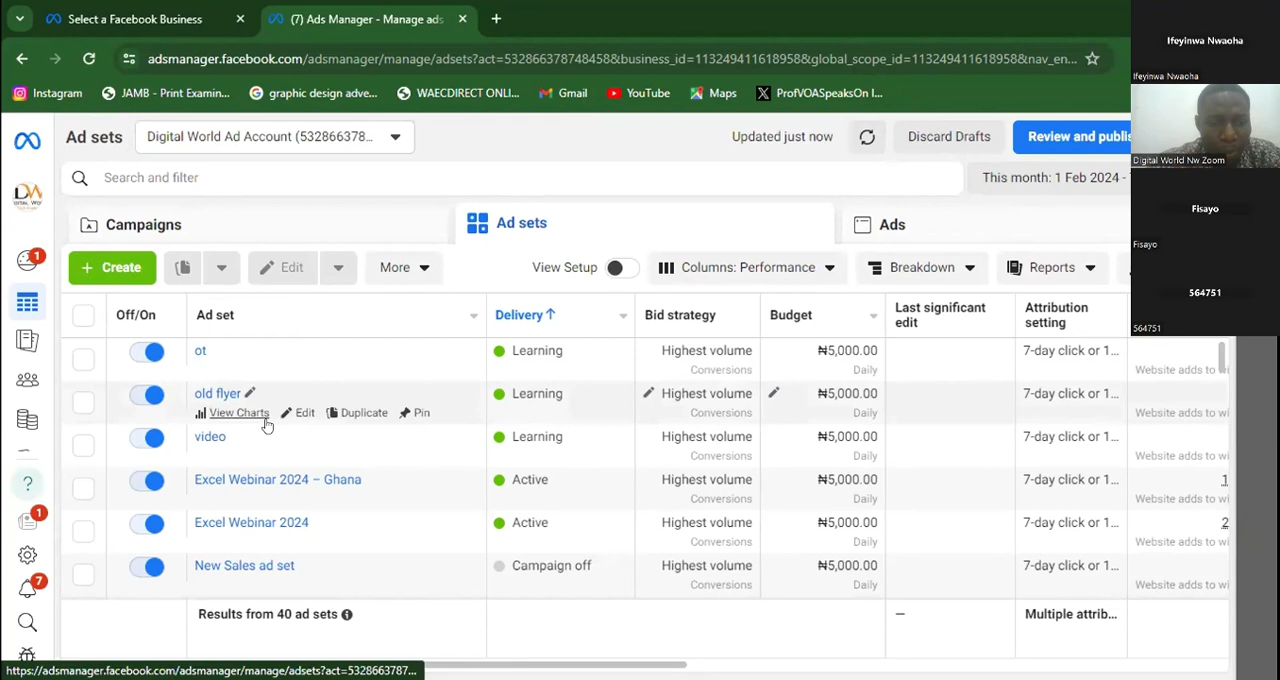 Select a Facebook Business
(7) Ads Manager - Manage ads
adsmanager.facebook.com/adsmanager/manage/adsets?act=5328663787484588&business_id=1132494116189588&global_scope_id=1132494116189588&nav_en...
Instagram
JAMB - Print Examin...
graphic design adve...
WAECDIRECT ONLI...
Gmail
YouTube
Maps
ProfVOASpeaksOn I...
Ifeyinwa Nwaoha
Ifeyinwa Nwaoha
Digital World Nw Zoom
Fisayo
Fisayo
564751
564751
Ad sets
Digital World Ad Account (532866378...
Updated just now
Discard Drafts
Review and publis
Search and filter
This month: 1 Feb 2024 -
Campaigns
Ad sets
Ads
+ Create
Edit
More
View Setup
Columns: Performance
Breakdown
Reports
Off/On
Ad set
Delivery ↑
Bid strategy
Budget
Last significant
edit
Attribution
setting
ot
Learning
Highest volume
₦5,000.00
7-day click or 1...
Conversions
Daily
Website adds to wi
old flyer
Learning
Highest volume
₦5,000.00
7-day click or 1...
View Charts
Edit
Duplicate
Pin
Conversions
Daily
Website adds to wi
video
Learning
Highest volume
₦5,000.00
7-day click or 1...
Conversions
Daily
Website adds to wi
Excel Webinar 2024 – Ghana
Active
Highest volume
₦5,000.00
7-day click or 1...
1
Conversions
Daily
Website adds to wi
Excel Webinar 2024
Active
Highest volume
₦5,000.00
7-day click or 1...
2
Conversions
Daily
Website adds to wi
New Sales ad set
Campaign off
Highest volume
₦5,000.00
7-day click or 1...
Conversions
Daily
Website adds to wi
Results from 40 ad sets
—
Multiple attrib...
1
1
7
https://adsmanager.facebook.com/adsmanager/manage/adsets?act=5328663787...